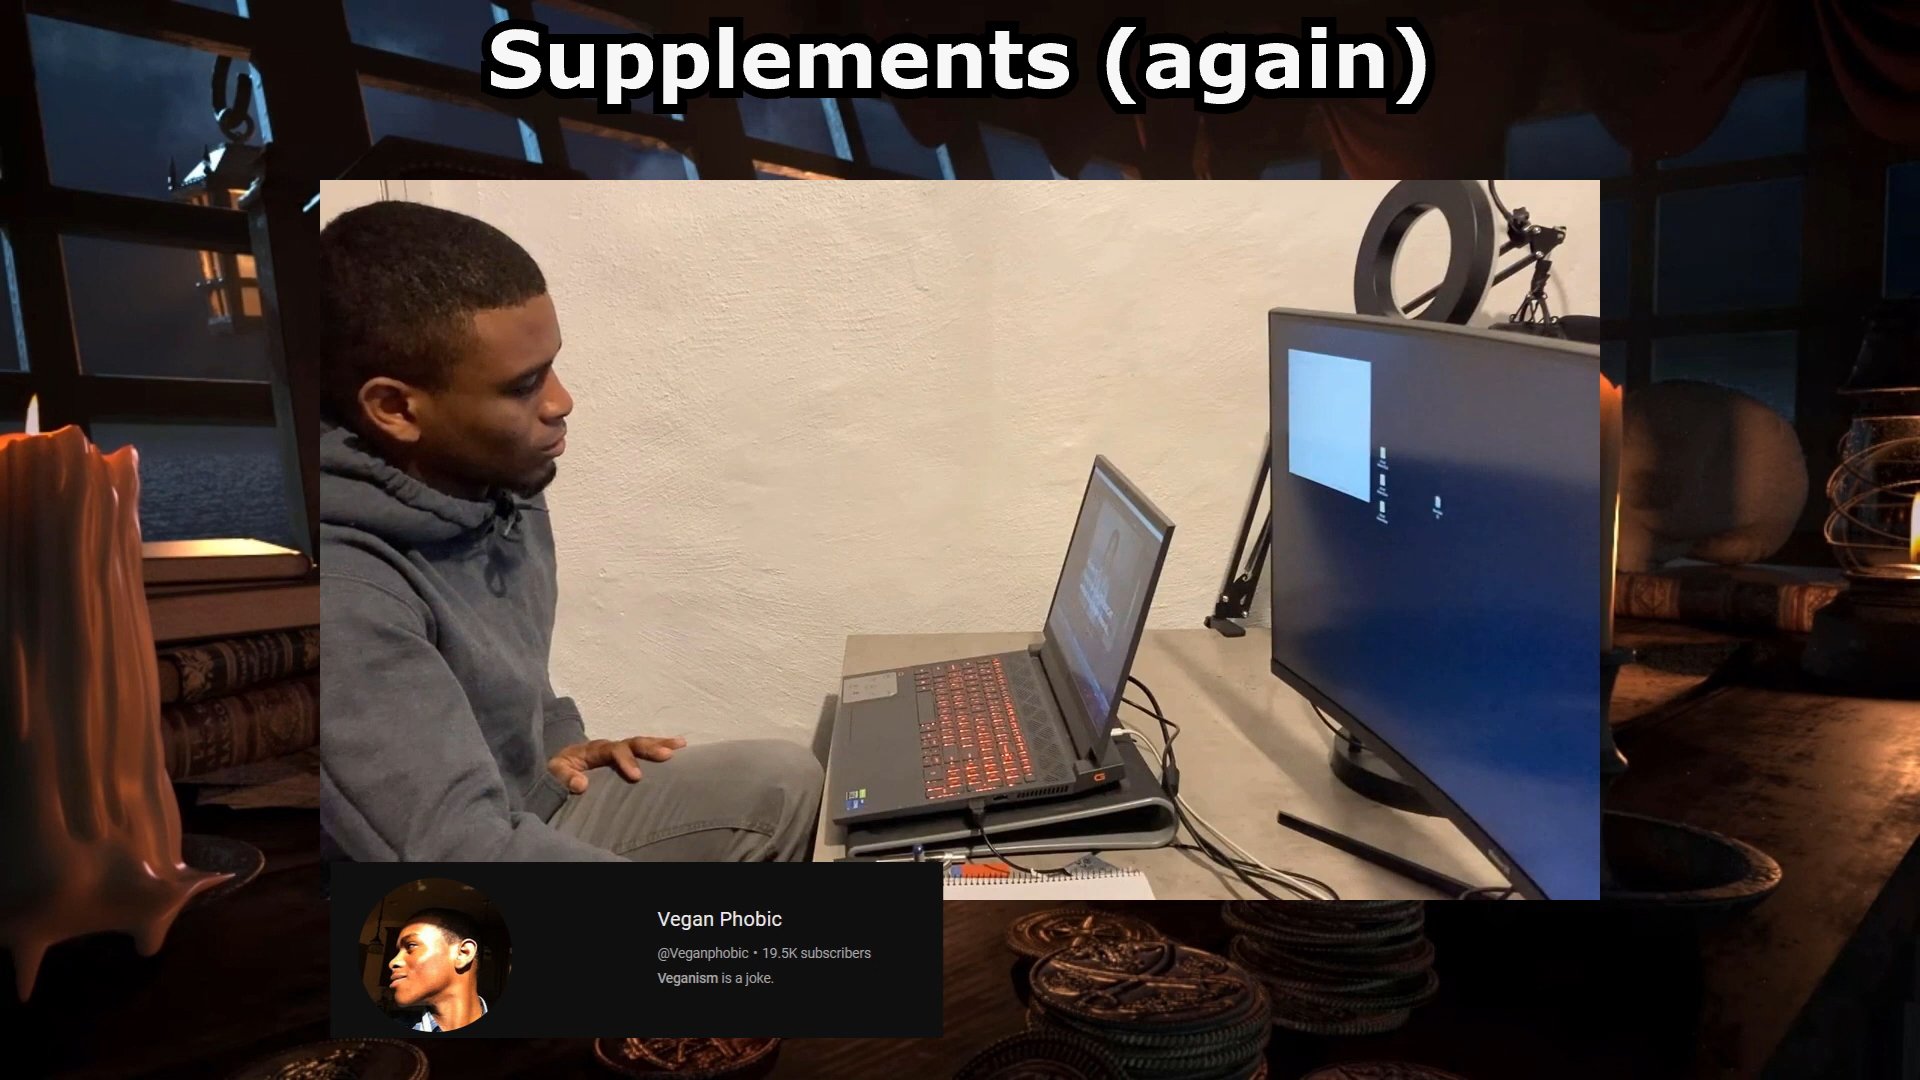 Supplements (again)
Vegan Phobic
@Veganphobic • 19.5K subscribers
Veganism is a joke.